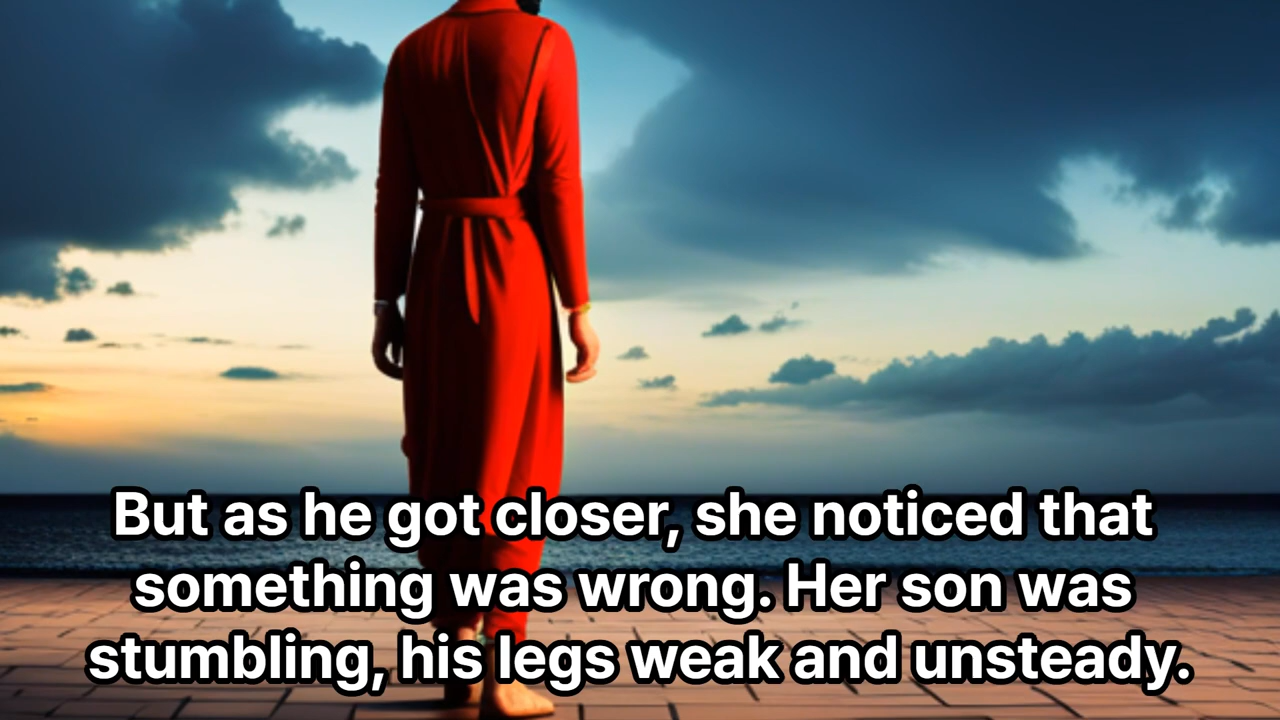 But as he got closer, she noticed that
something was wrong. Her son was
stumbling, his legs weak and unsteady.